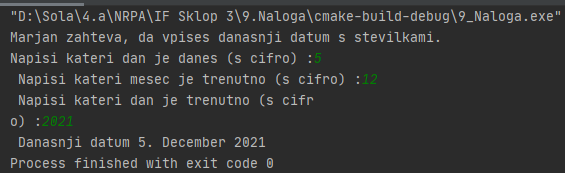 "D:\Sola\4.a\NRPA\IF Sklop 3\9.Naloga\cmake-build-debug\9_Naloga.exe"
Marjan zahteva, da vpises danasnji datum s stevilkami.
Napisi kateri dan je danes (s cifro) :5
Napisi kateri mesec je trenutno (s cifro) :12
Napisi kateri dan je trenutno (s cifr
o) :2021
Danasnji datum 5. December 2021
Process finished with exit code 0